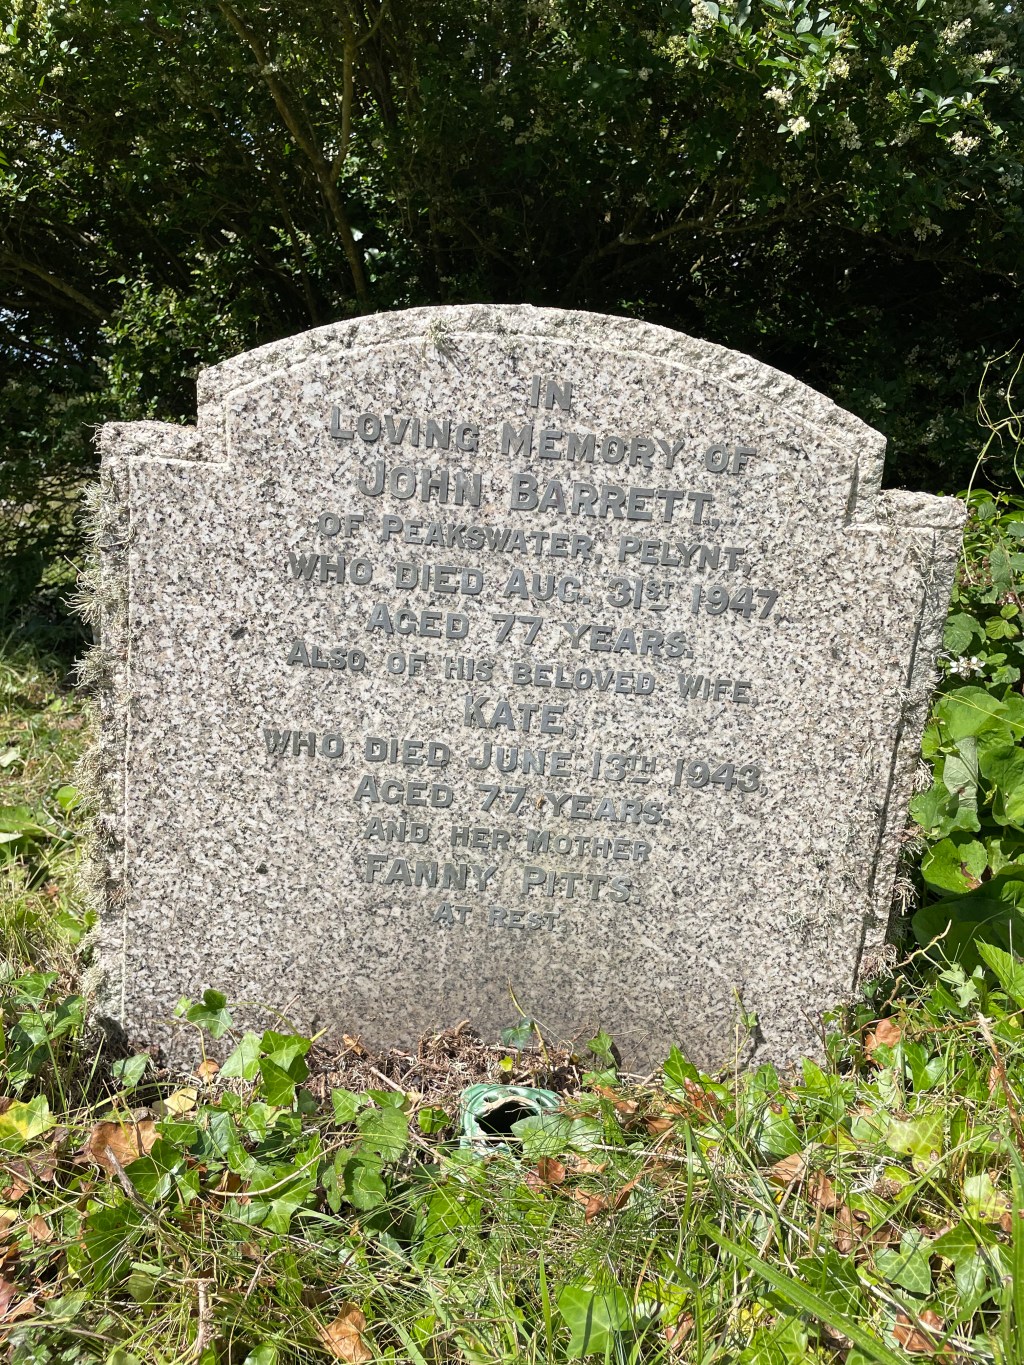 IN
LOVING MEMORY OF
JOHN BARRETT,
OF PEAKSWATER, PELYNT,
WHO DIED AUG. 31ST 1947,
AGED 77 YEARS.
ALSO OF HIS BELOVED WIFE,
KATE,
WHO DIED JUNE 13TH 1943,
AGED 77 YEARS.
AND HER MOTHER
FANNY PITTS.
AT REST